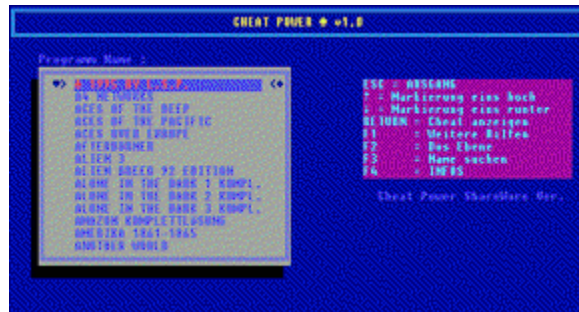 CHEAT POWER ♠ v1.0
Programm Name :
A4 NETWORKS
ACES OF THE DEEP
ACES OF THE PACIFIC
ACES OVER EUROPE
AFTERBURNER
ALIEN 3
ALIEN BREED 92 EDITION
ALONE IN THE DARK 1 KOMPL.
ALONE IN THE DARK 2 KOMPL.
ALONE IN THE DARK 3 KOMPL.
AMAZON KOMPLETTLÖSUNG
AMERIKA 1861-1865
ANOTHER WORLD
ESC = AUSGANG
↑ = Markierung eins hoch
↓ = Markierung eins runter
RETURN = Cheat anzeigen
F1 = Weitere Hilfen
F2 = Dos Ebene
F3 = Name suchen
F4 = INFOS
Cheat Power ShareWare Ver.